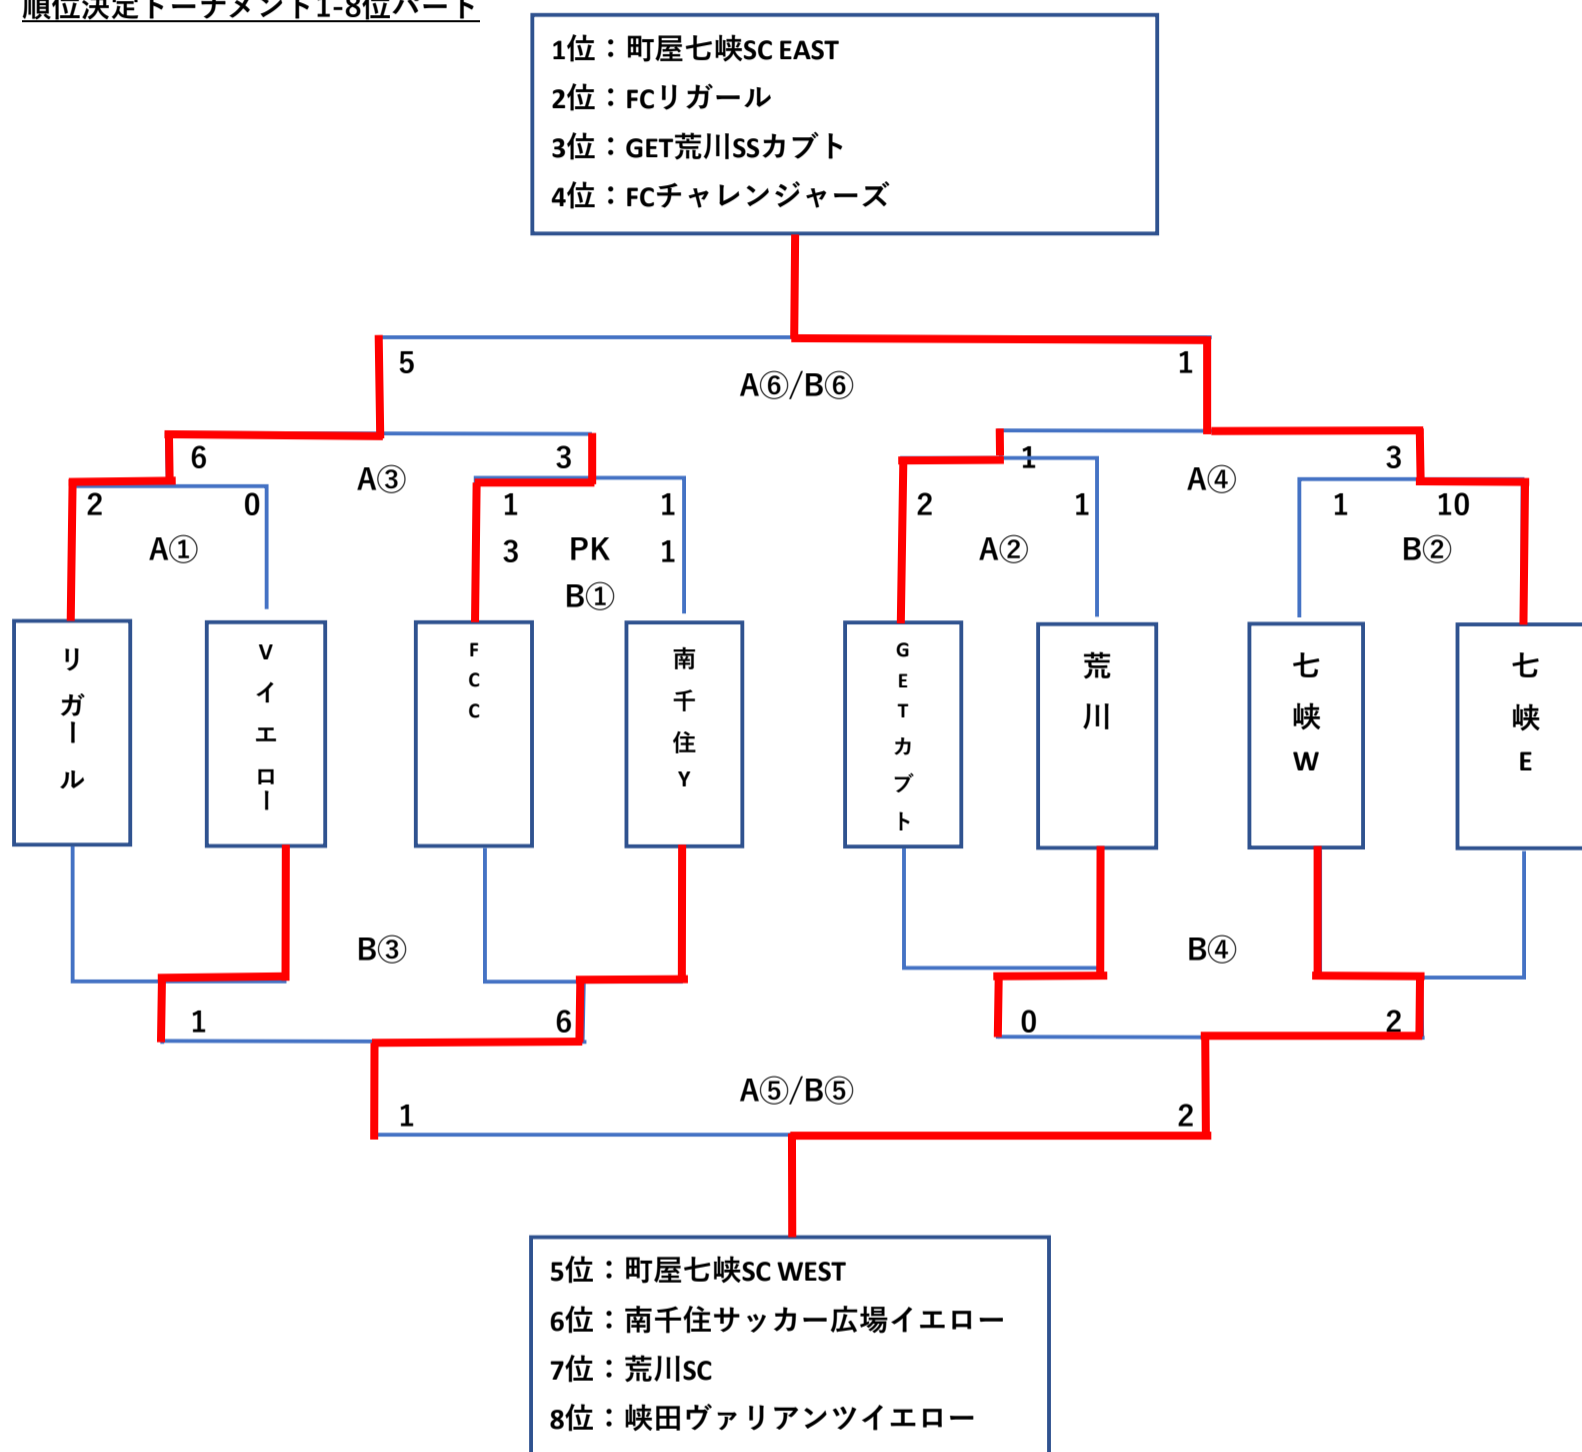 順位決定トーナメント1-8位パート
1位：町屋七峡SC EAST
2位：FCリガール
3位：GET荒川SSカブト
4位：FCチャレンジャーズ
5 1
A⑥/B⑥
6 A③ 3 1 A④ 3
2 0 1 1 2 1 1 10
A① 3 PK 1 A② B②
B①
リガール
Vイエロー
FCC
南千住Y
GETカブト
荒川
七峡W
七峡E
B③ B④
1 6 0 2
A⑤/B⑤
1 2
5位：町屋七峡SC WEST
6位：南千住サッカー広場イエロー
7位：荒川SC
8位：峡田ヴァリアンツイエロー